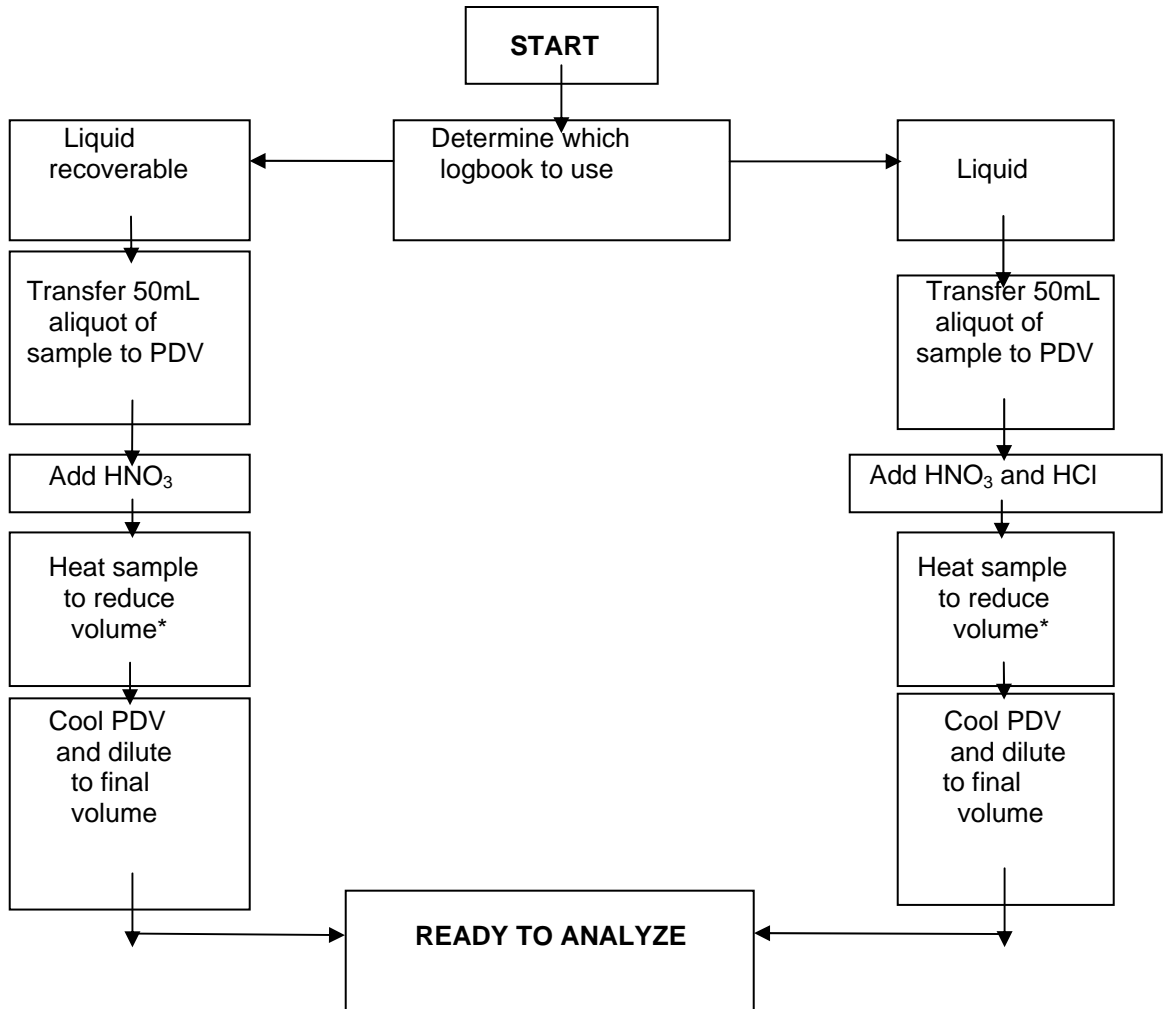 START
Determine which
logbook to use
Liquid
recoverable
Transfer 50mL
aliquot of
sample to PDV
Add HNO₃
Heat sample
to reduce
volume*
Cool PDV
and dilute
to final
volume
Liquid
Transfer 50mL
aliquot of
sample to PDV
Add HNO₃ and HCl
Heat sample
to reduce
volume*
Cool PDV
and dilute
to final
volume
READY TO ANALYZE